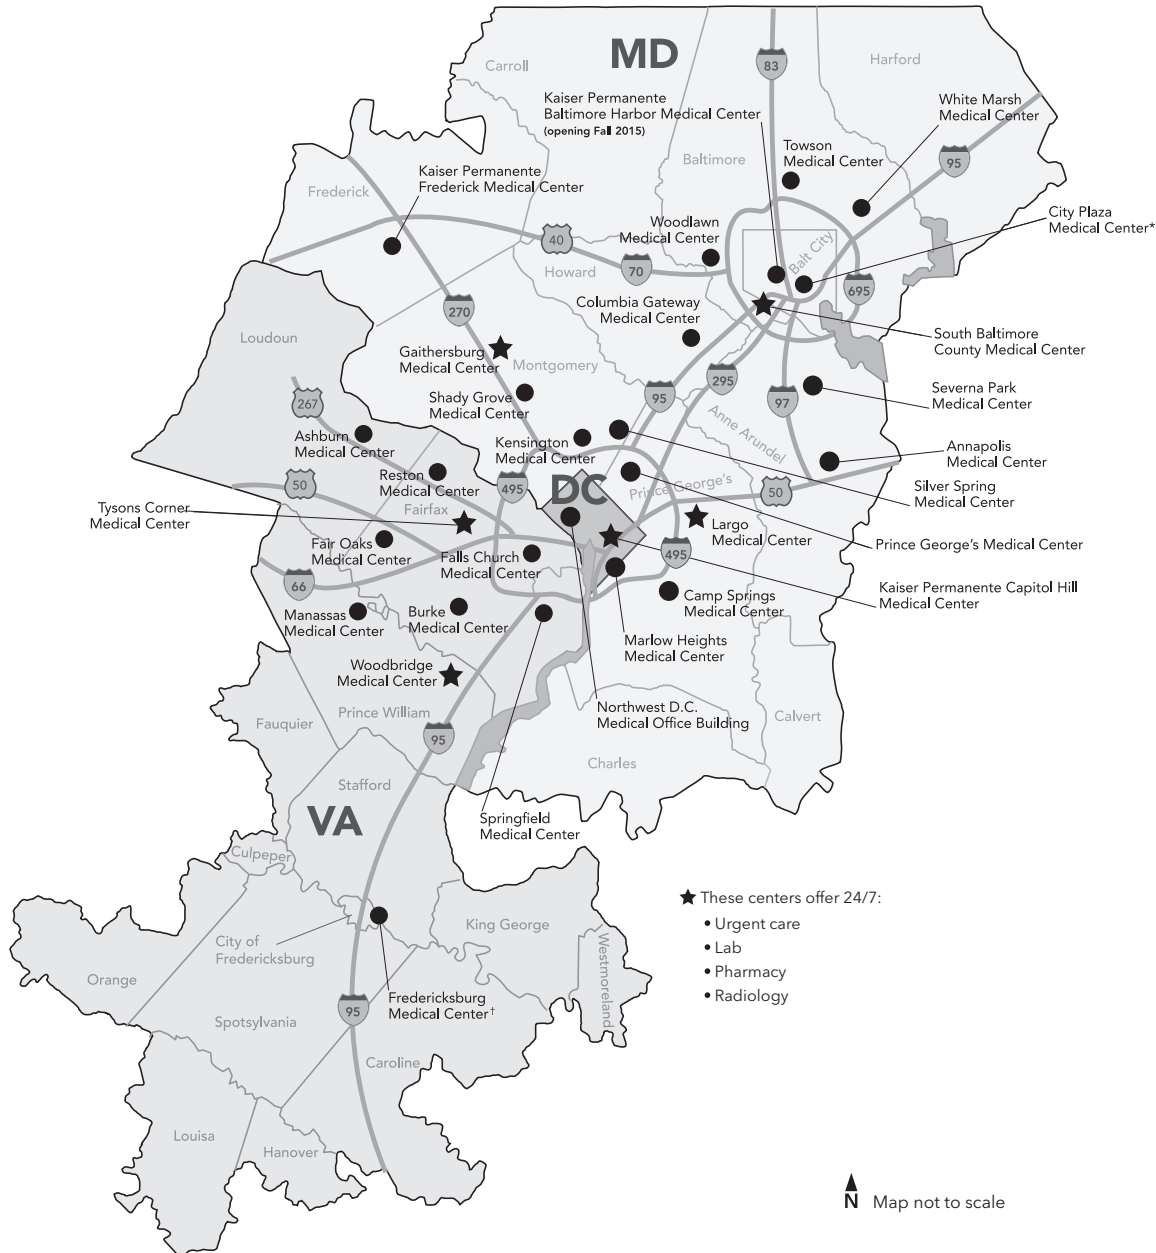 MD
Carroll
83
Harford
Kaiser Permanente
Baltimore Harbor Medical Center
(opening Fall 2015)
White Marsh
Medical Center
Baltimore
Towson
Medical Center
95
Kaiser Permanente
Frederick Medical Center
Frederick
Woodlawn
Medical Center
City Plaza
Medical Center*
40
Balt City
70
Howard
695
Columbia Gateway
Medical Center
270
Loudoun
South Baltimore
County Medical Center
Gaithersburg
Medical Center
Montgomery
295
Severna Park
Medical Center
Shady Grove
Medical Center
95
97
267
Anne Arundel
Ashburn
Medical Center
Kensington
Medical Center
Annapolis
Medical Center
Reston
Medical Center
495
DC
Prince George's
50
50
Silver Spring
Medical Center
Fairfax
Tysons Corner
Medical Center
Largo
Medical Center
Fair Oaks
Medical Center
Falls Church
Medical Center
495
Prince George's Medical Center
66
Kaiser Permanente Capitol Hill
Medical Center
Camp Springs
Medical Center
Manassas
Medical Center
Burke
Medical Center
Marlow Heights
Medical Center
Woodbridge
Medical Center
Prince William
Northwest D.C.
Medical Office Building
Calvert
Fauquier
95
Charles
Stafford
VA
Springfield
Medical Center
Culpeper
★ These centers offer 24/7:
• Urgent care
• Lab
• Pharmacy
• Radiology
King George
City of
Fredericksburg
Westmoreland
Orange
Fredericksburg
Medical Center†
95
Spotsylvania
Caroline
Louisa
Hanover
N Map not to scale